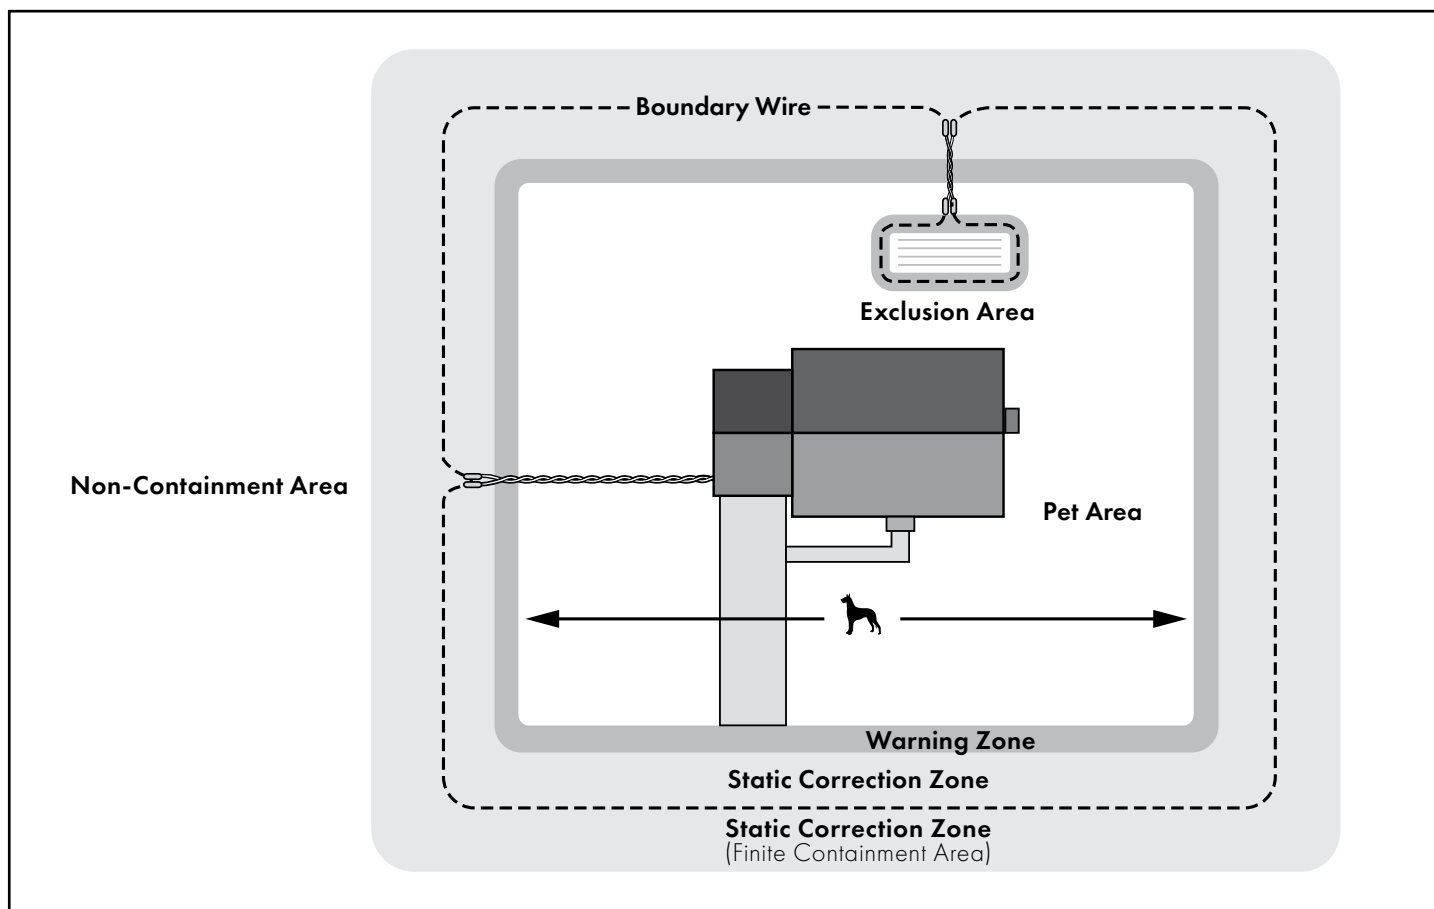 Boundary Wire
Exclusion Area
Non-Containment Area
Pet Area
Warning Zone
Static Correction Zone
Static Correction Zone
(Finite Containment Area)